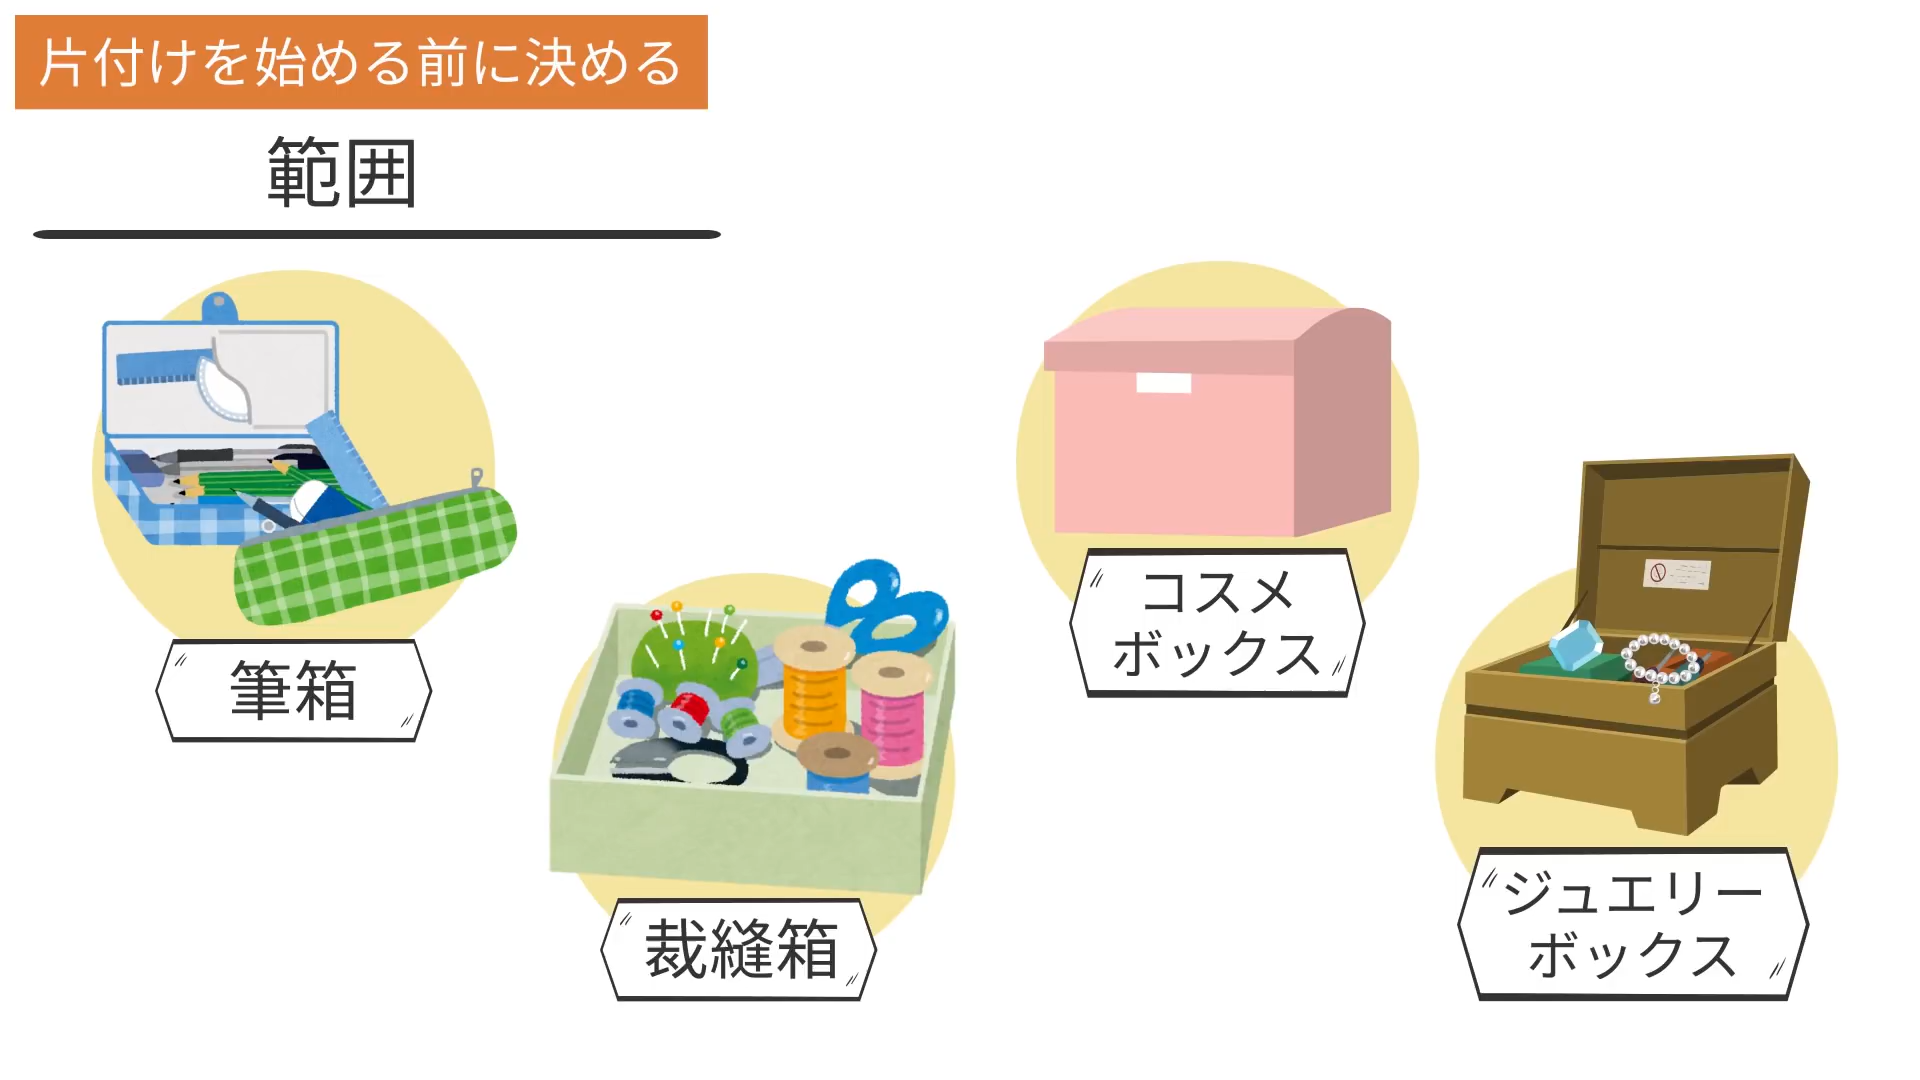 片付けを始める前に決める
範囲
筆箱
裁縫箱
コスメ
ボックス
ジュエリー
ボックス